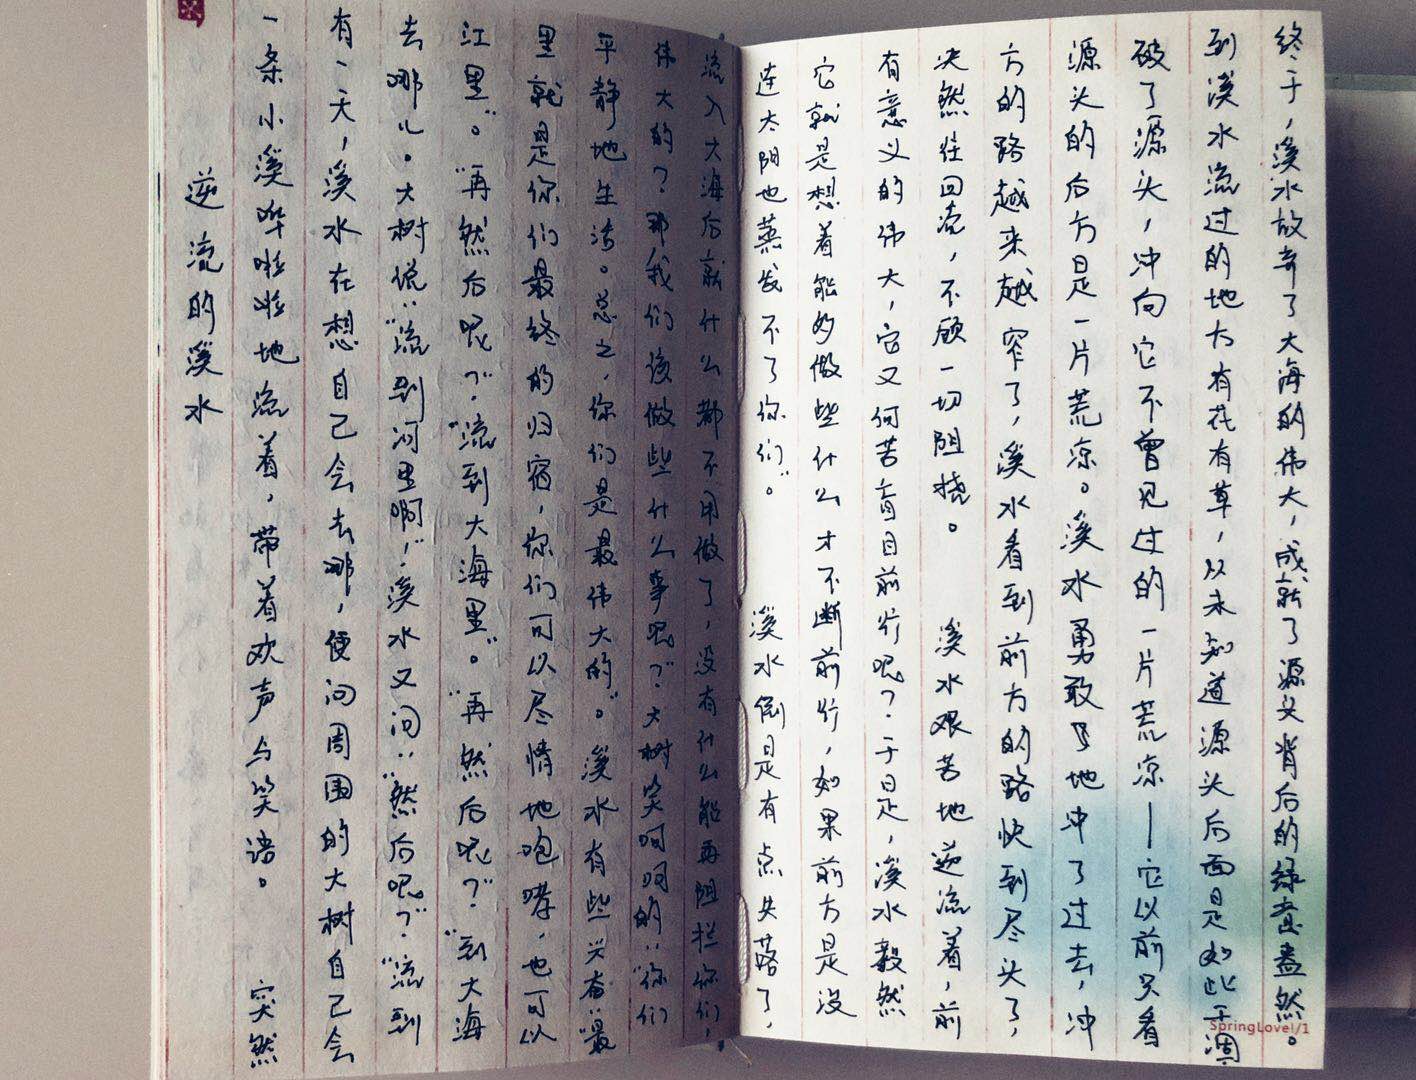 逆流的溪水
一条小溪哗啦啦地流着,带着欢声与笑语。 突然
有一天,溪水在想自己会去哪,便问周围的大树自己会
去哪儿。大树说:“流到河里啊!”溪水又问:“然后呢?”“流到
江里”。“再然后呢?”“流到大海里”。“再然后呢?”“到大海
里就是你们最终的归宿,你们可以尽情地咆哮,也可以
平静地生活。总之,你们是最伟大的”。溪水有些兴奋:“最
伟大的?那我们该做些什么事呢?”大树笑呵呵的:“你们
流入大海后就什么都不用做了,没有什么能再阻拦你们,
连太阳也蒸发不了你们”。 溪水倒是有点失落了,
它就是想着能够做些什么才不断前行,如果前方是没
有意义的伟大,它又何苦盲目前行呢?于是,溪水毅然
决然往回流,不顾一切阻挠。 溪水艰苦地逆流着,前
方的路越来越窄了,溪水看到前方的路快到尽头了,
源头的后方是一片荒凉。溪水勇敢地冲了过去,冲
破了源头,冲向它不曾见过的一片荒凉——它以前只看
到溪水流过的地方有花有草,从未知道源头后面是如此干涸
终于,溪水放弃了大海的伟大,成就了源头背后的绿意盎然。
SpringLove!/1